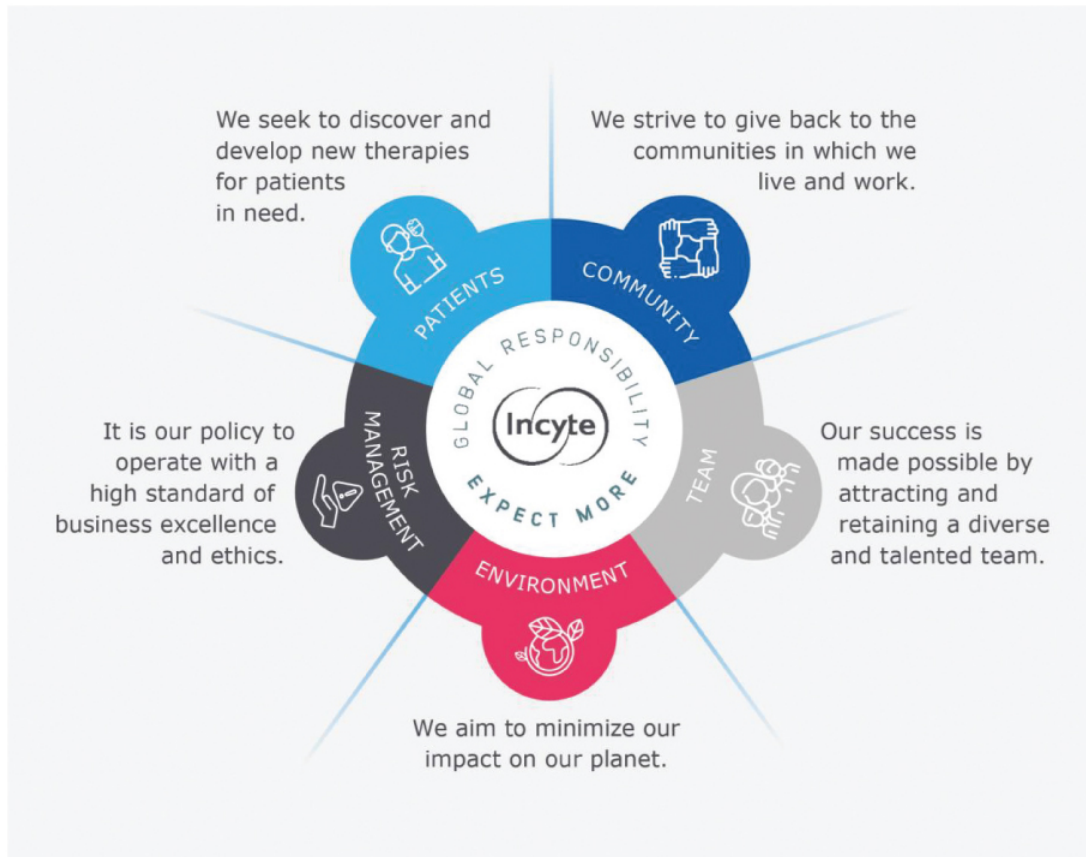 We seek to discover and
develop new therapies
for patients
in need.
We strive to give back to the
communities in which we
live and work.
PATIENTS
COMMUNITY
GLOBAL RESPONSIBILITY
Incyte
EXPECT MORE
It is our policy to
operate with a
high standard of
business excellence
and ethics.
RISK
MANAGEMENT
TEAM
Our success is
made possible by
attracting and
retaining a diverse
and talented team.
ENVIRONMENT
We aim to minimize our
impact on our planet.